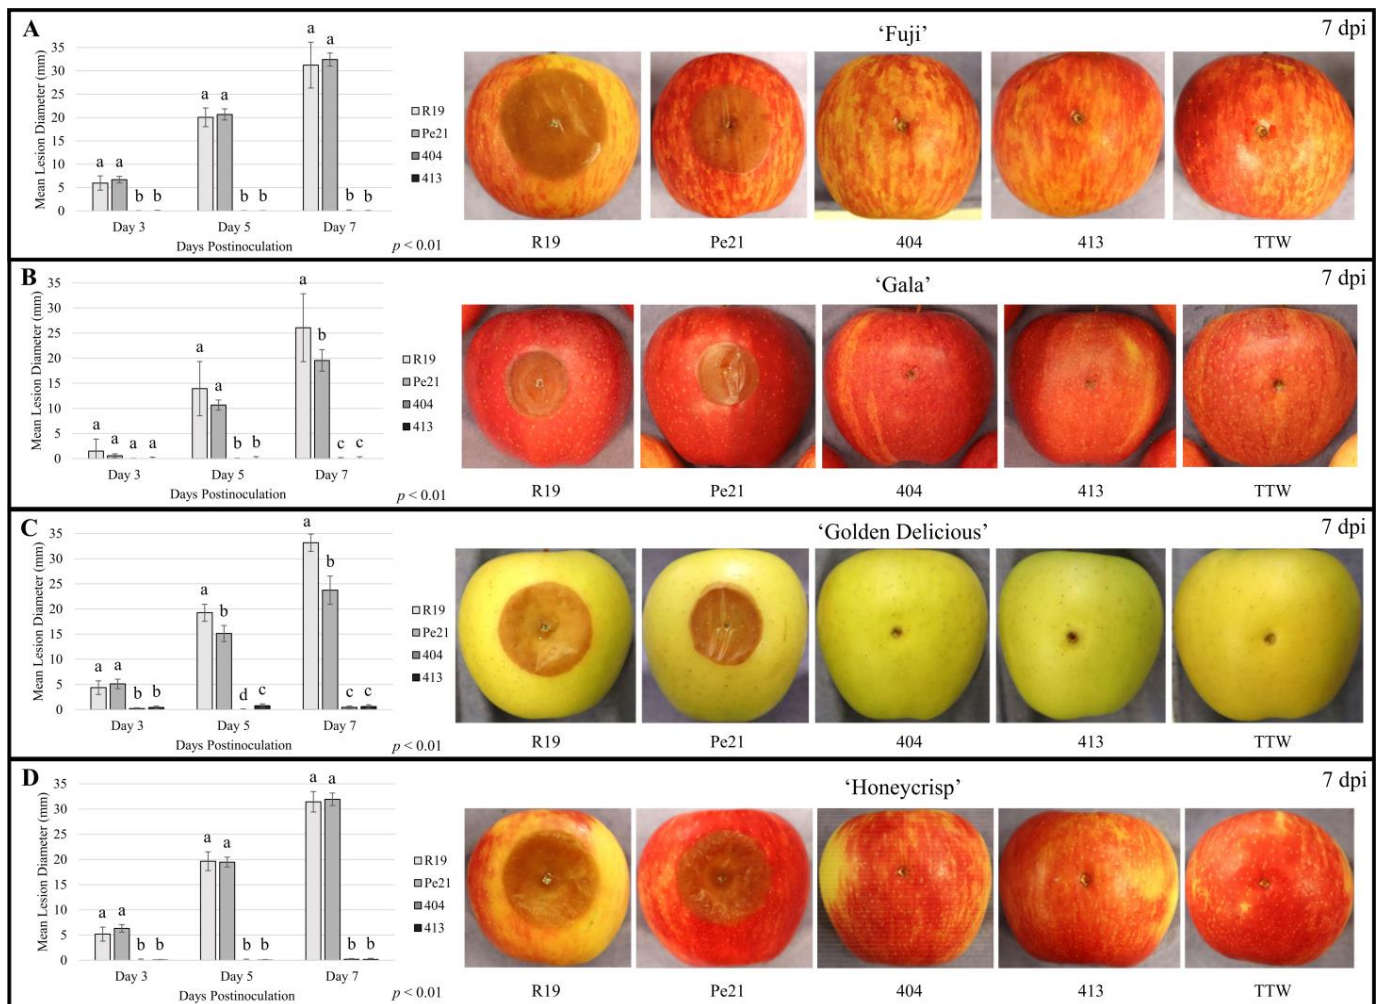 A
‘Fuji’
7 dpi
Mean Lesion Diameter (mm)
35
30
25
20
15
10
5
0
a a b b
a a b b
a a b b
Day 3 Day 5 Day 7
Days Postinoculation
p < 0.01
R19
Pe21
404
413
R19 Pe21 404 413 TTW
B
‘Gala’
7 dpi
Mean Lesion Diameter (mm)
35
30
25
20
15
10
5
0
a a a a
a a b b
a b c c
Day 3 Day 5 Day 7
Days Postinoculation
p < 0.01
R19
Pe21
404
413
R19 Pe21 404 413 TTW
C
‘Golden Delicious’
7 dpi
Mean Lesion Diameter (mm)
35
30
25
20
15
10
5
0
a a b b
a b d c
a b c c
Day 3 Day 5 Day 7
Days Postinoculation
p < 0.01
R19
Pe21
404
413
R19 Pe21 404 413 TTW
D
‘Honeycrisp’
7 dpi
Mean Lesion Diameter (mm)
35
30
25
20
15
10
5
0
a a b b
a a b b
a a b b
Day 3 Day 5 Day 7
Days Postinoculation
p < 0.01
R19
Pe21
404
413
R19 Pe21 404 413 TTW